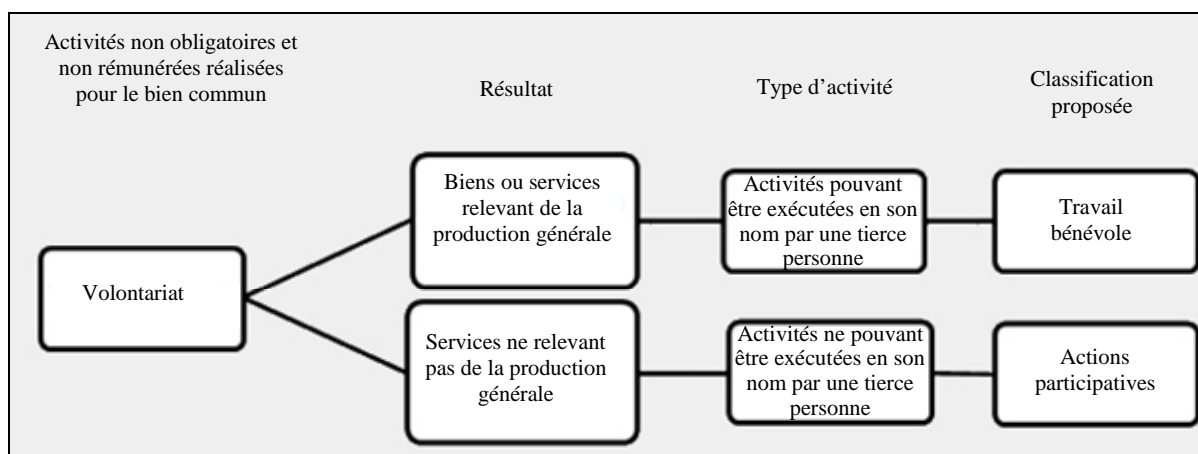 Activités non obligatoires et
non rémunérées réalisées
pour le bien commun
Résultat
Type d’activité
Classification
proposée
Volontariat
Biens ou services
relevant de la
production générale
Activités pouvant
être exécutées en son
nom par une tierce
personne
Travail
bénévole
Services ne relevant
pas de la production
générale
Activités ne pouvant
être exécutées en son
nom par une tierce
personne
Actions
participatives